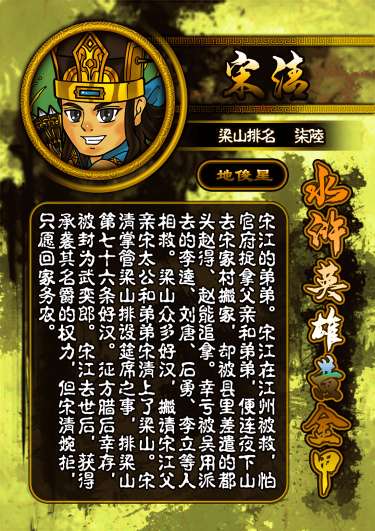 宋清
梁山排名 柒陸
地俊星
水滸英雄黃金甲
宋江的弟弟。宋江在江州被救，怕
官府捉拿父亲和弟弟，便连夜下山
去宋家村搬家，却被县里差遣的都
头赵得、赵能追拿。幸亏被吴用派
去的李逵、刘唐、石勇、李立等人
相救。梁山众多好汉，搬请宋江父
亲宋太公和弟弟宋清上了梁山。宋
清掌管梁山排设筵席之事，排梁山
第七十六条好汉。征方腊后幸存，
被封为武奕郎。宋江去世后，获得
承袭其名爵的权力，但宋清婉拒，
只愿回家务农。